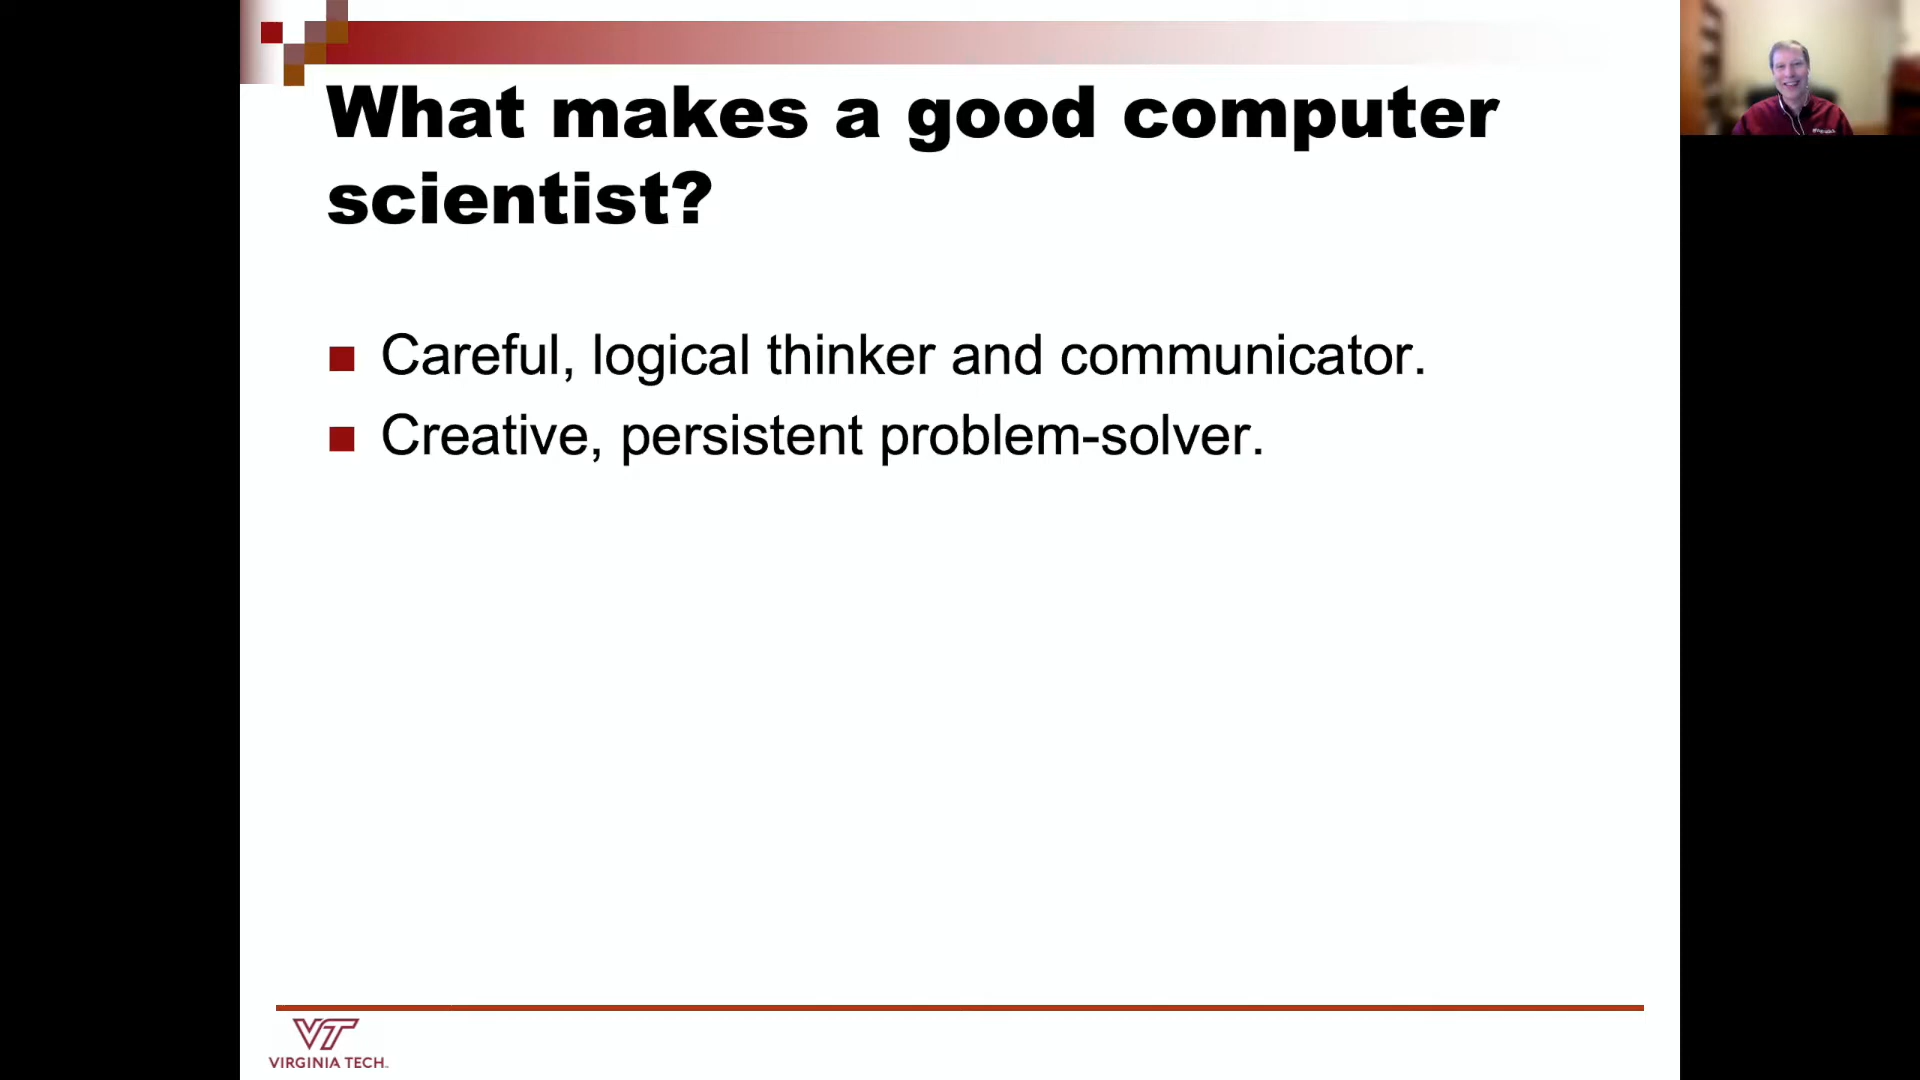 What makes a good computer
scientist?
Careful, logical thinker and communicator.
Creative, persistent problem-solver.
VT
VIRGINIA TECH.